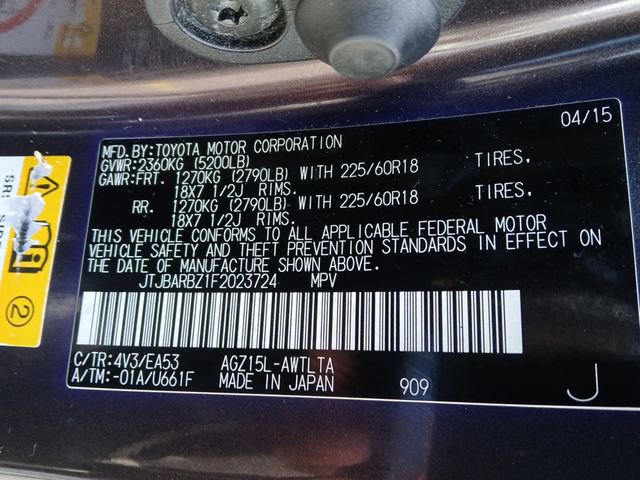 04/15
MFD.BY:TOYOTA MOTOR CORPORATION
GVWR:2360KG (5200LB)
GAWR:FRT. 1270KG (2790LB) WITH 225/60R18 TIRES,
18X7 1/2J RIMS.
RR. 1270KG (2790LB) WITH 225/60R18 TIRES,
18X7 1/2J RIMS.
THIS VEHICLE CONFORMS TO ALL APPLICABLE FEDERAL MOTOR
VEHICLE SAFETY AND THEFT PREVENTION STANDARDS IN EFFECT ON
THE DATE OF MANUFACTURE SHOWN ABOVE.
JTJBARBZ1F2023724 MPV
C/TR:4V3/EA53 AGZ15L-AWTLTA
A/TM:-01A/U661F MADE IN JAPAN 909 J
2